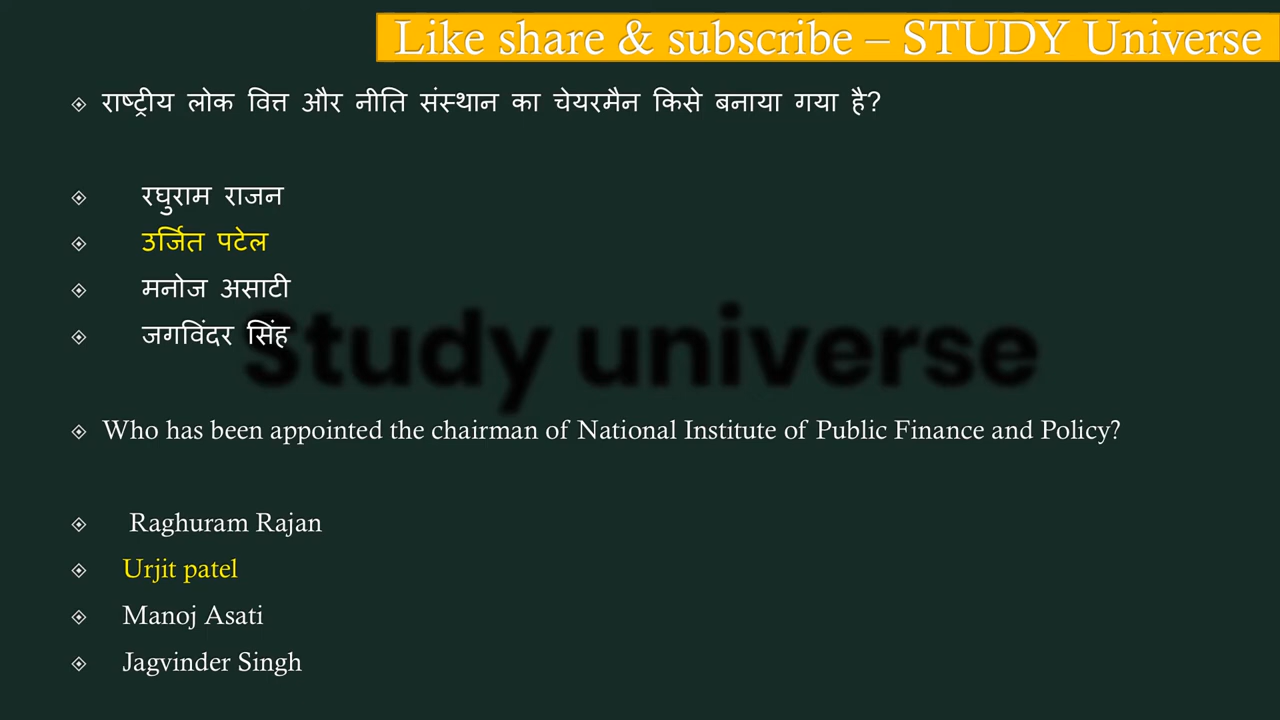 Like share & subscribe – STUDY Universe
राष्ट्रीय लोक वित्त और नीति संस्थान का चेयरमैन किसे बनाया गया है?
रघुराम राजन
उर्जित पटेल
मनोज असाटी
जगविंदर सिंह
Study universe
Who has been appointed the chairman of National Institute of Public Finance and Policy?
Raghuram Rajan
Urjit patel
Manoj Asati
Jagvinder Singh